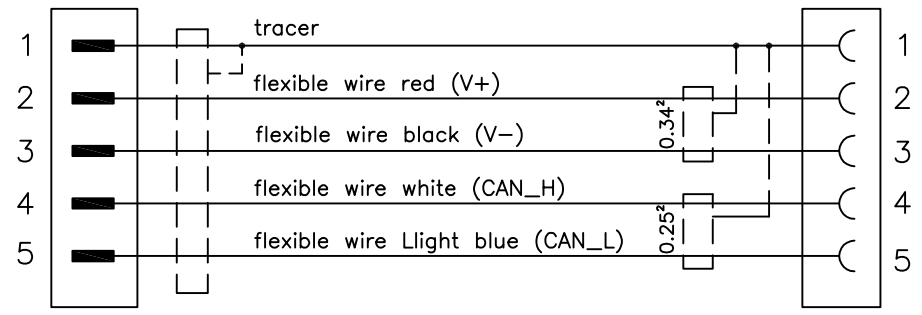 tracer
1 1
flexible wire red (V+)
2 2
0.34²
flexible wire black (V−)
3 3
flexible wire white (CAN_H)
4 4
0.25²
flexible wire Llight blue (CAN_L)
5 5